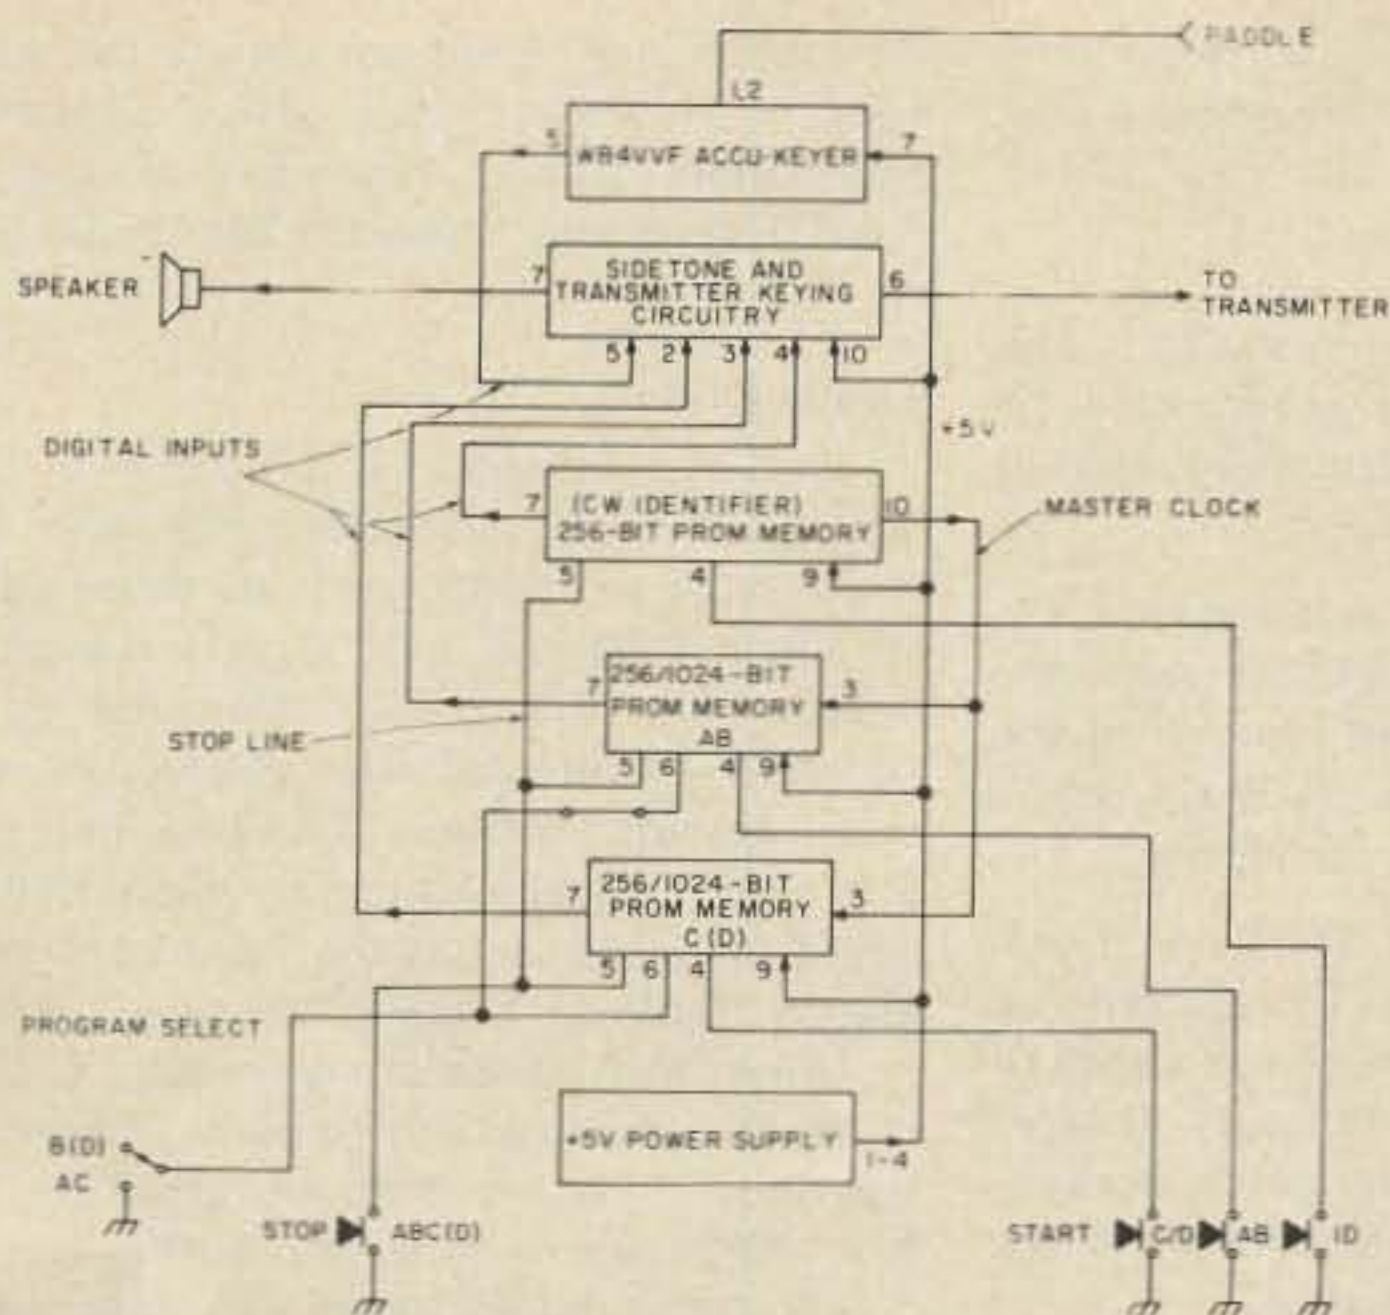 PADDLE
L2
5
WB4VVF ACCU-KEYER
7
SPEAKER
7
SIDETONE AND
TRANSMITTER KEYING
CIRCUITRY
6
TO
TRANSMITTER
5 2 3 4 10
+5V
DIGITAL INPUTS
7
(CW IDENTIFIER)
256-BIT PROM MEMORY
10
MASTER CLOCK
5 4 9
7
256/1024-BIT
PROM MEMORY
AB
3
STOP LINE
5 6 4 9
7
256/1024-BIT
PROM MEMORY
C(D)
3
5 6 4 9
PROGRAM SELECT
+5V POWER SUPPLY
1-4
B(D)
AC
STOP
ABC(D)
START
C/D
AB
ID